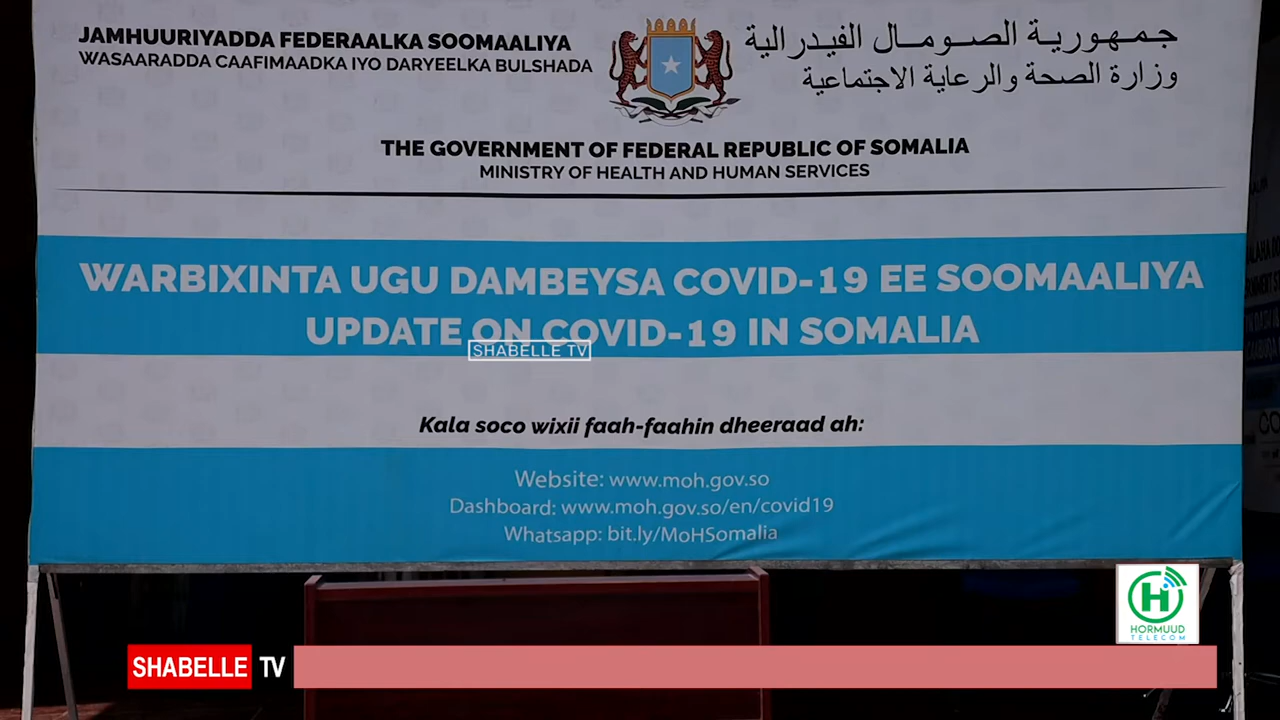 JAMHUURIYADDA FEDERAALKA SOOMAALIYA
WASAARADDA CAAFIMAADKA IYO DARYEELKA BULSHADA
جمهورية الصومال الفيدرالية
وزارة الصحة والرعاية الاجتماعية
THE GOVERNMENT OF FEDERAL REPUBLIC OF SOMALIA
MINISTRY OF HEALTH AND HUMAN SERVICES
WARBIXINTA UGU DAMBEYSA COVID-19 EE SOOMAALIYA
UPDATE ON COVID-19 IN SOMALIA
SHABELLE TV
Kala soco wixii faah-faahin dheeraad ah:
Website: www.moh.gov.so
Dashboard: www.moh.gov.so/en/covid19
Whatsapp: bit.ly/MoHSomalia
HORMUUD
TELECOM
SHABELLE TV